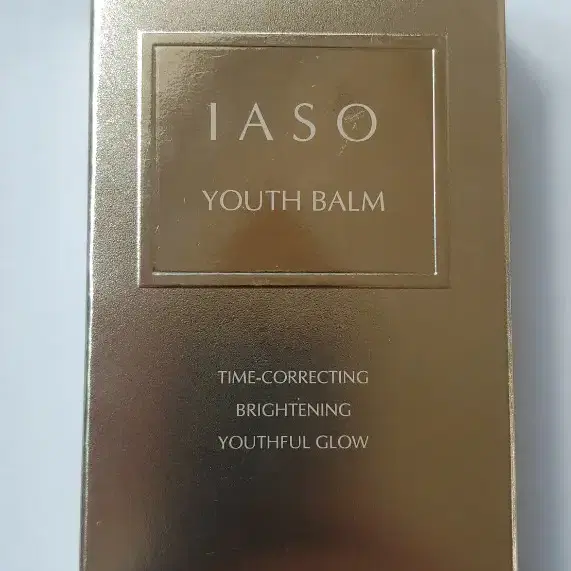 IASO
YOUTH BALM
TIME-CORRECTING
BRIGHTENING
YOUTHFUL GLOW